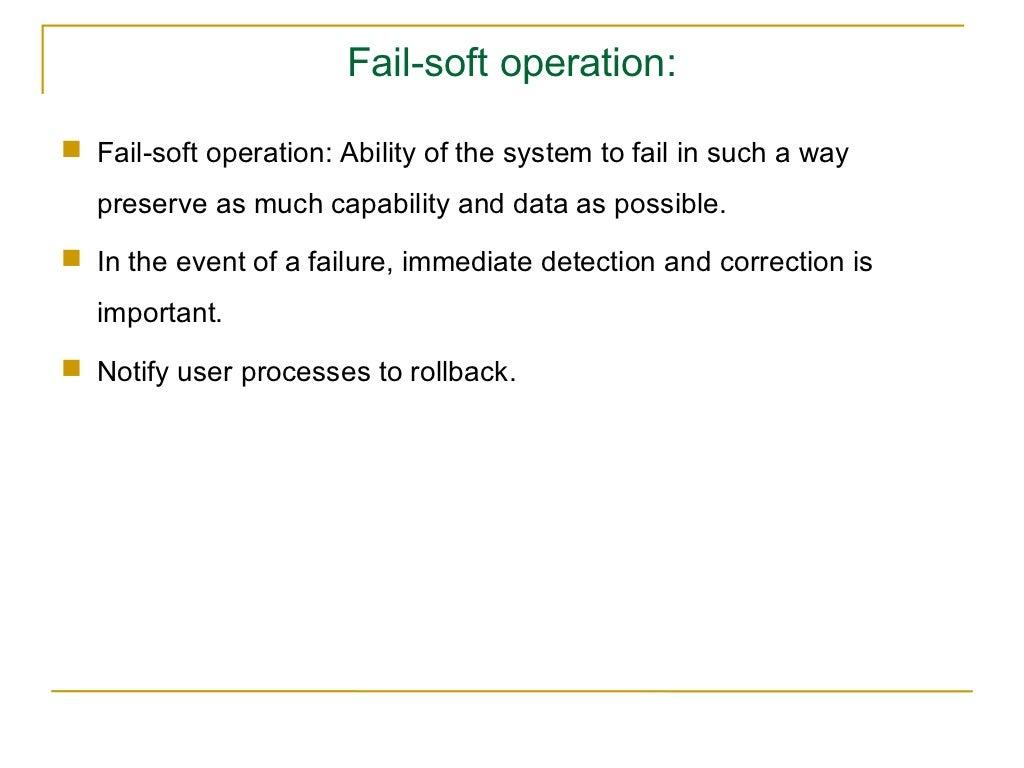 Fail-soft operation:
Fail-soft operation: Ability of the system to fail in such a way
preserve as much capability and data as possible.
In the event of a failure, immediate detection and correction is
important.
Notify user processes to rollback.